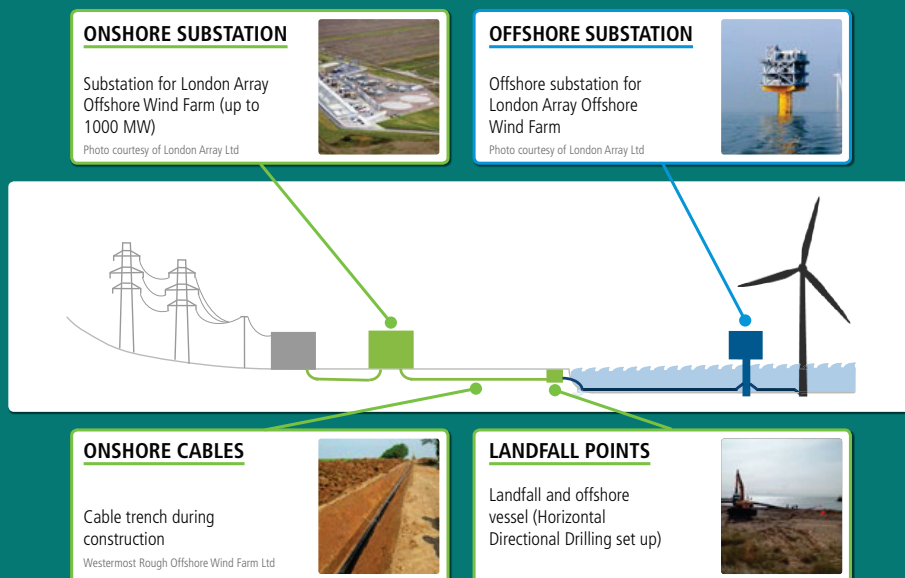 ONSHORE SUBSTATION
Substation for London Array
Offshore Wind Farm (up to
1000 MW)
Photo courtesy of London Array Ltd
OFFSHORE SUBSTATION
Offshore substation for
London Array Offshore
Wind Farm
Photo courtesy of London Array Ltd
ONSHORE CABLES
Cable trench during
construction
Westermost Rough Offshore Wind Farm Ltd
LANDFALL POINTS
Landfall and offshore
vessel (Horizontal
Directional Drilling set up)